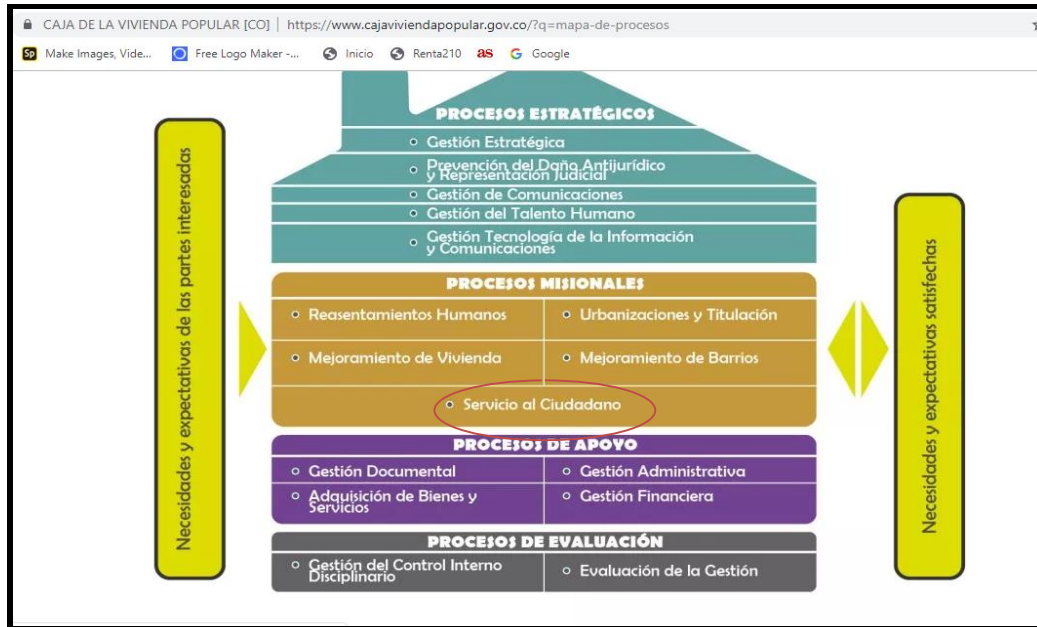 CAJA DE LA VIVIENDA POPULAR [CO] | https://www.cajaviviendapopular.gov.co/?q=mapa-de-procesos
Make Images, Vide... Free Logo Maker -... Inicio Renta210 as Google
Necesidades y expectativas de las partes interesadas
PROCESOS ESTRATÉGICOS
Gestión Estratégica
Prevención del Daño Antijurídico
y Representación Judicial
Gestión de Comunicaciones
Gestión del Talento Humano
Gestión Tecnología de la Información
y Comunicaciones
PROCESOS MISIONALES
Reasentamientos Humanos
Urbanizaciones y Titulación
Mejoramiento de Vivienda
Mejoramiento de Barrios
Servicio al Ciudadano
PROCESOS DE APOYO
Gestión Documental
Gestión Administrativa
Adquisición de Bienes y
Servicios
Gestión Financiera
PROCESOS DE EVALUACIÓN
Gestión del Control Interno
Disciplinario
Evaluación de la Gestión
Necesidades y expectativas satisfechas